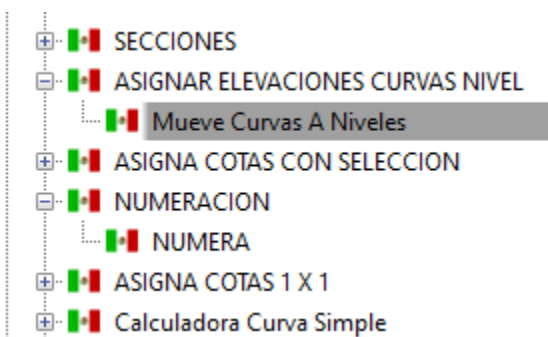 SECCIONES
ASIGNAR ELEVACIONES CURVAS NIVEL
Mueve Curvas A Niveles
ASIGNA COTAS CON SELECCION
NUMERACION
NUMERA
ASIGNA COTAS 1 X 1
Calculadora Curva Simple